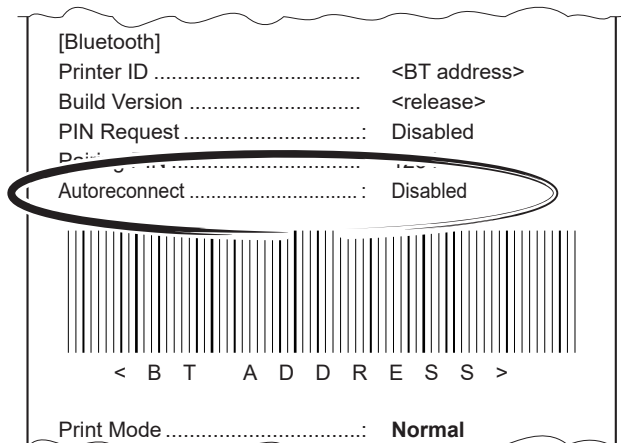 [Bluetooth]
Printer ID .................................. <BT address>
Build Version ............................ <release>
PIN Request .............................: Disabled
Autoreconnect ................................ : Disabled
< B T A D D R E S S >
Print Mode ................................: Normal